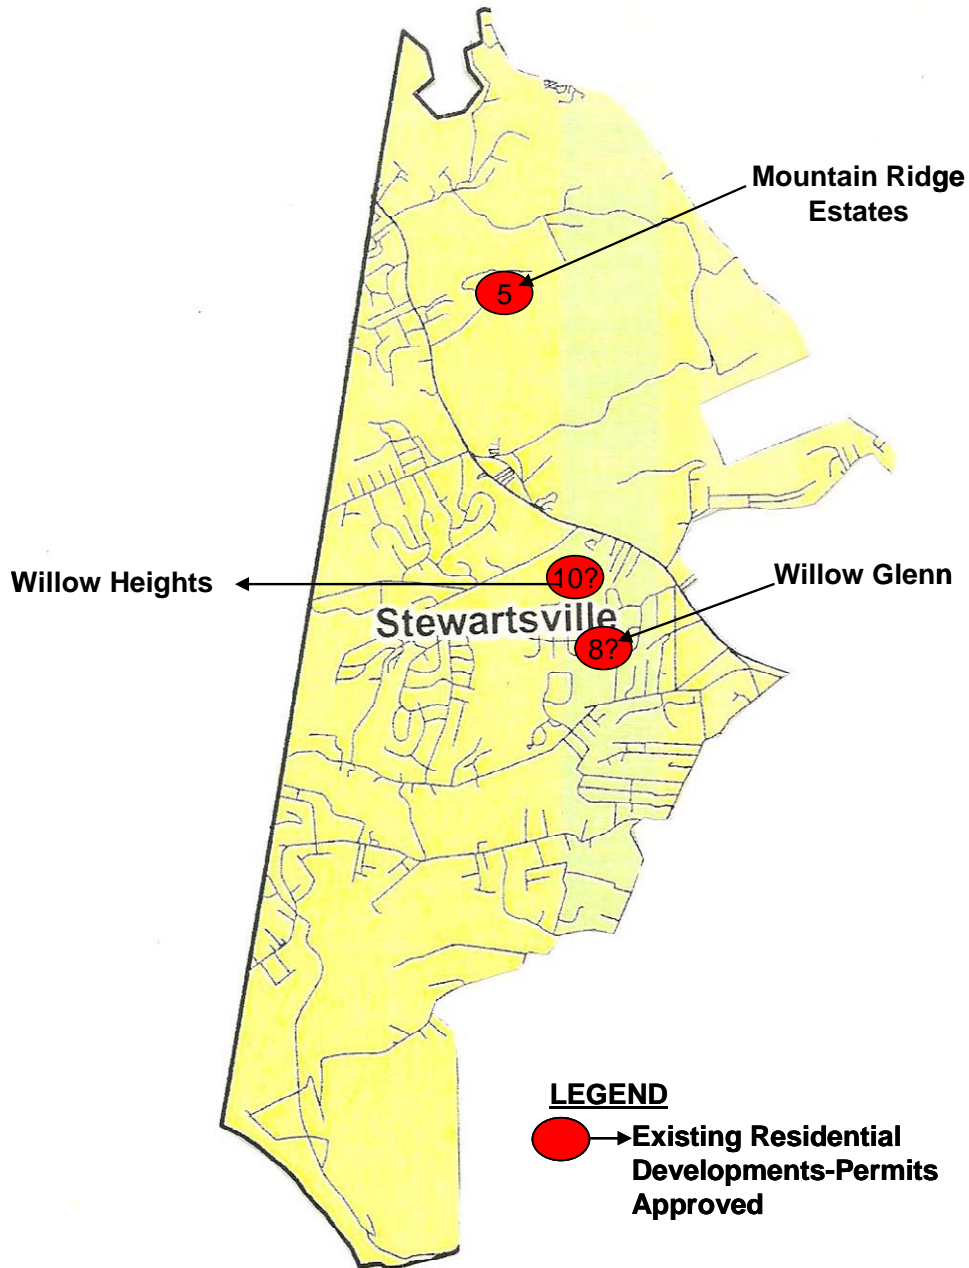 Mountain Ridge
Estates
5
Willow Heights
10?
Willow Glenn
Stewartsville
8?
LEGEND
Existing Residential
Developments-Permits
Approved